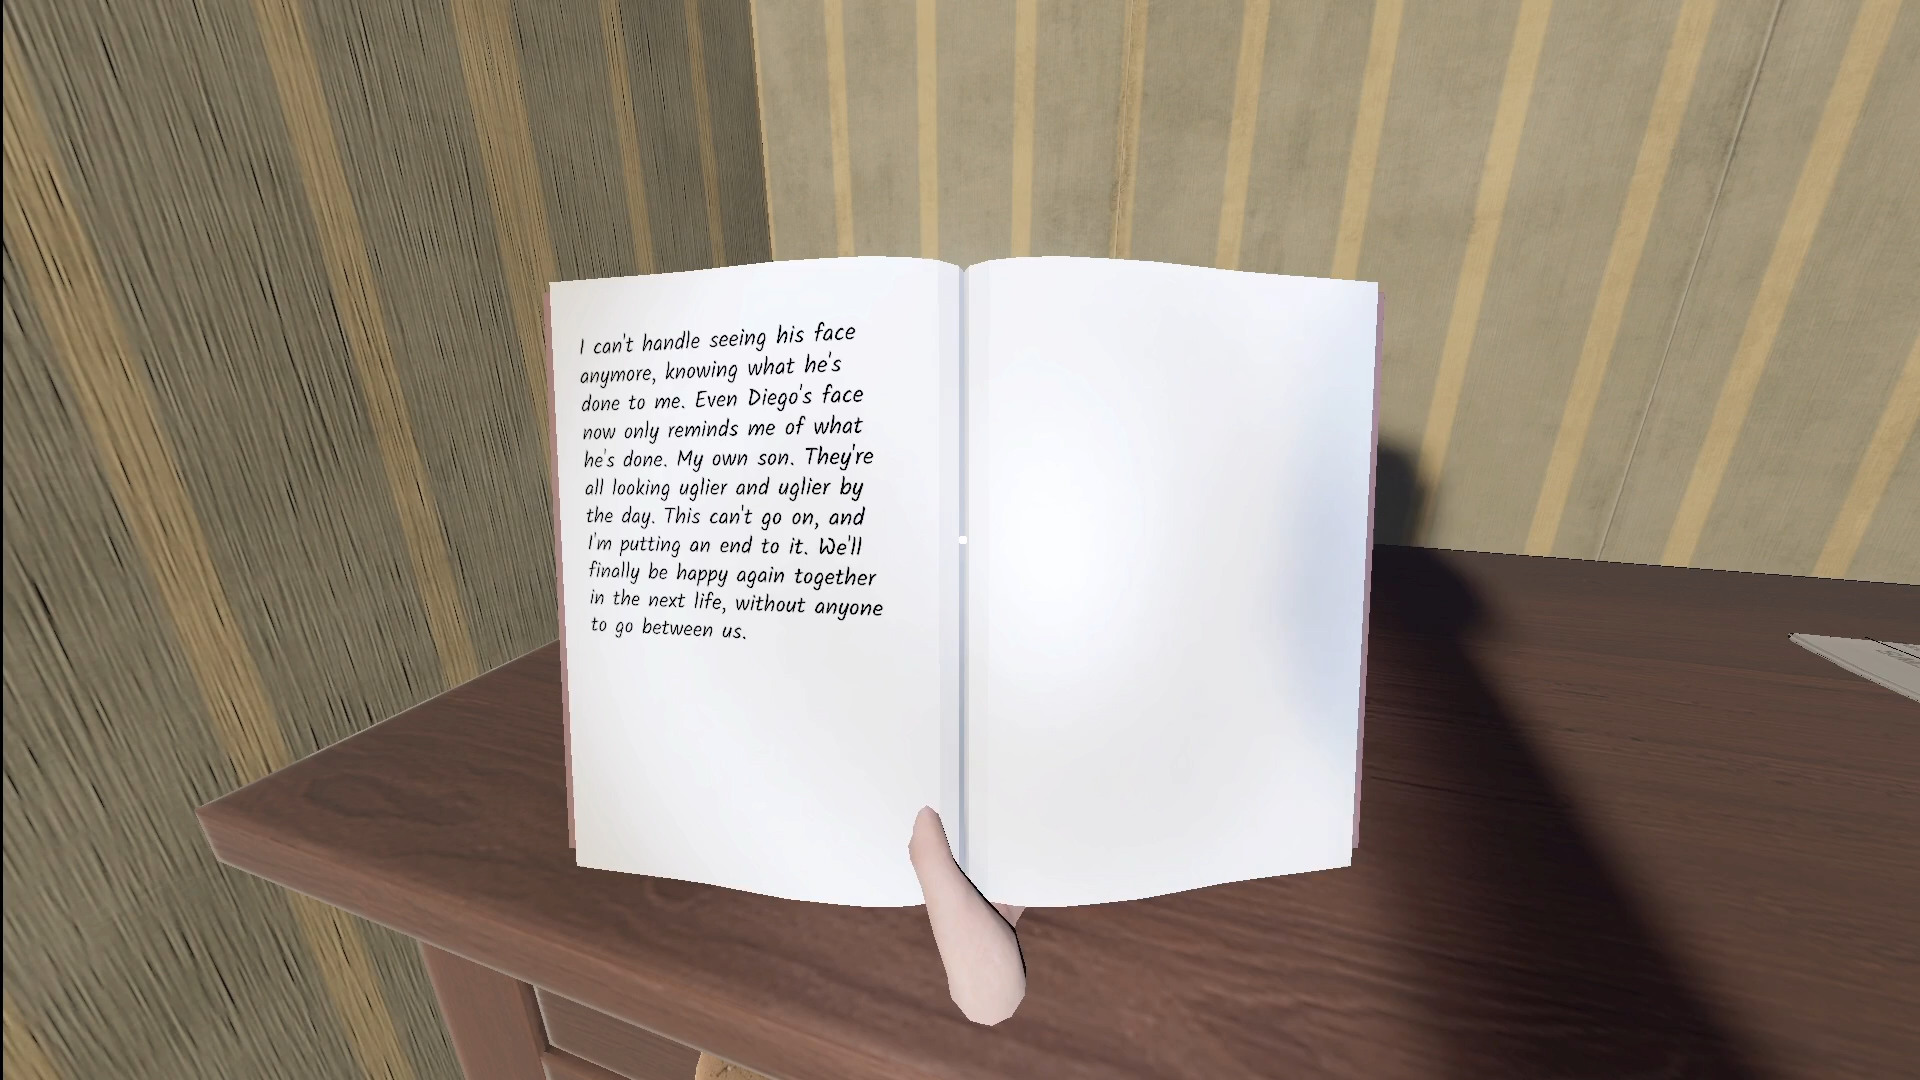 I can't handle seeing his face
anymore, knowing what he's
done to me. Even Diego's face
now only reminds me of what
he's done. My own son. They're
all looking uglier and uglier by
the day. This can't go on, and
I'm putting an end to it. We'll
finally be happy again together
in the next life, without anyone
to go between us.